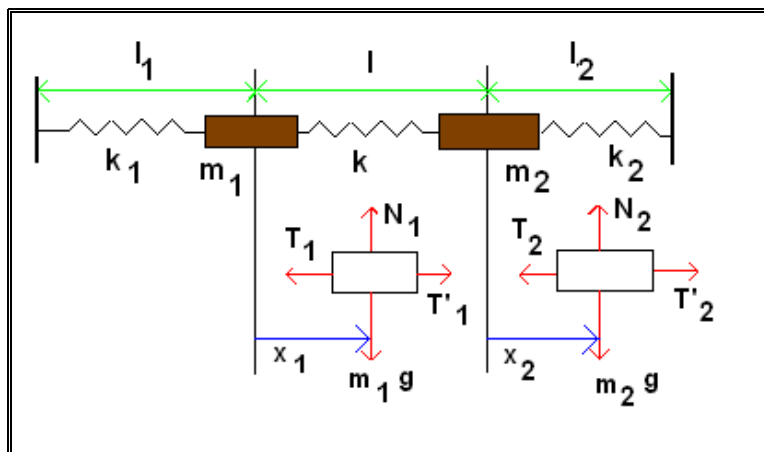 l₁ l l₂
k₁ m₁ k m₂ k₂
N₁ N₂
T₁ T₂
T'₁ T'₂
x₁ x₂
m₁ g m₂ g